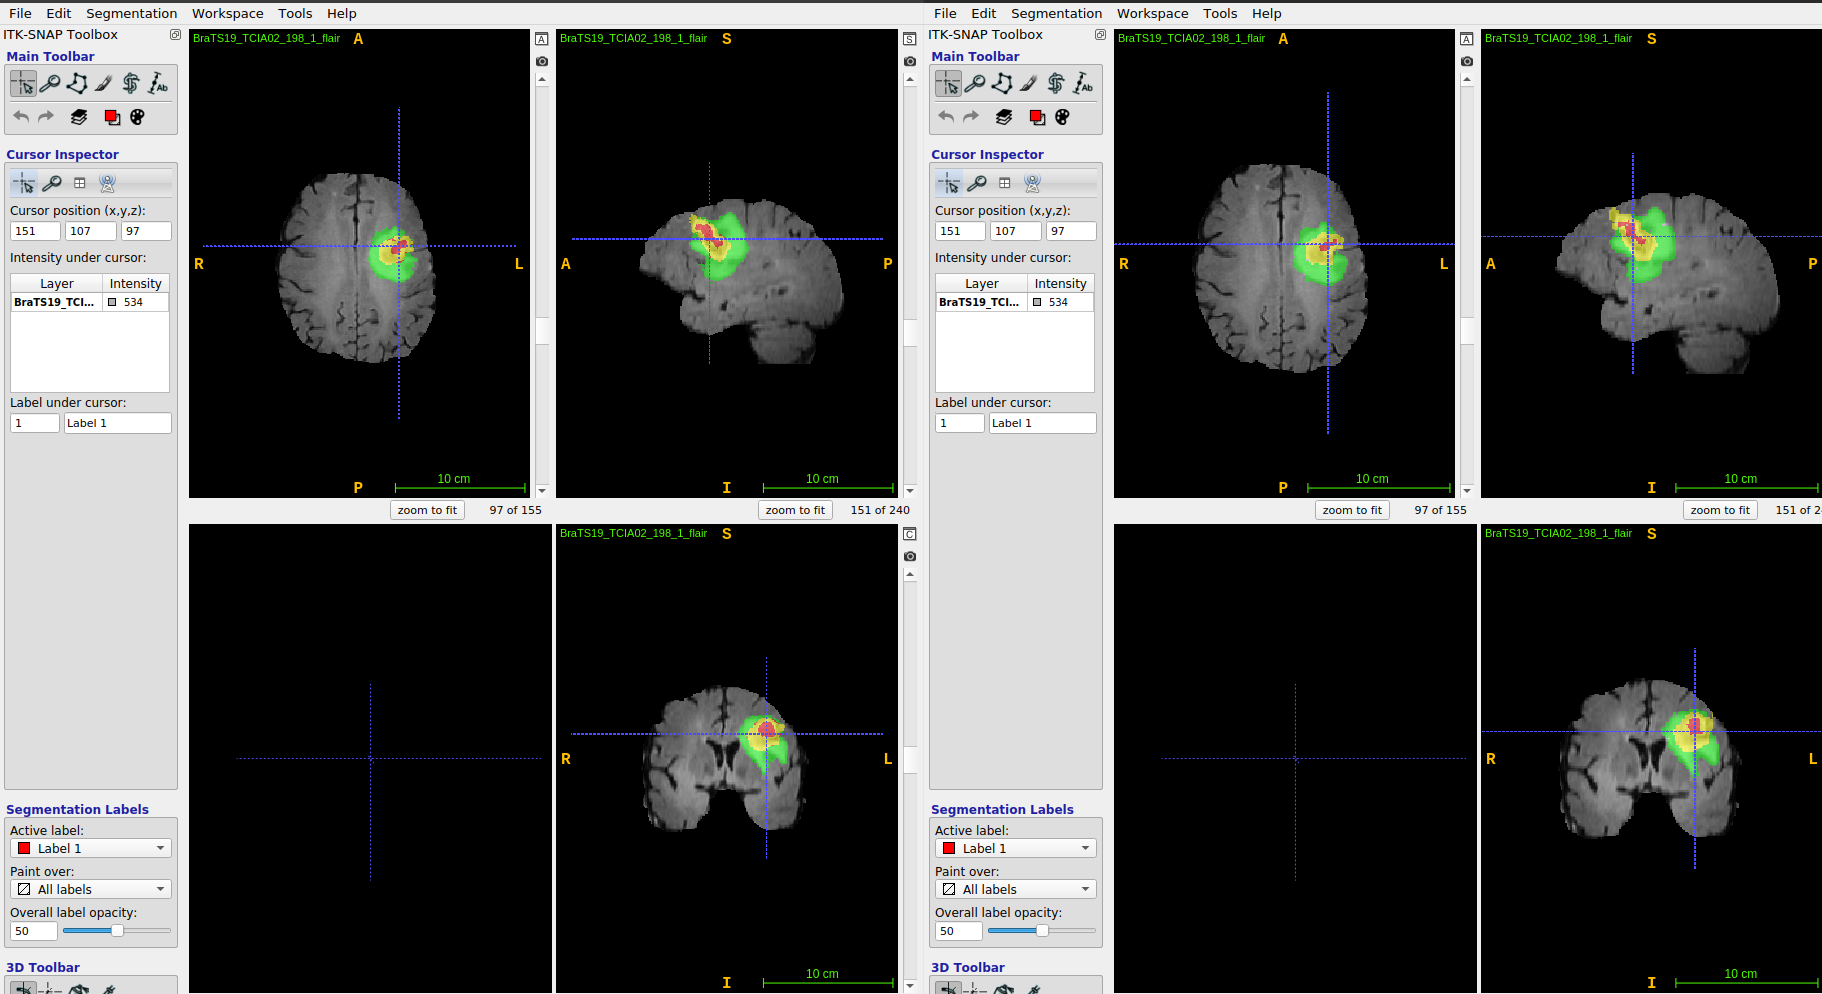 File Edit Segmentation Workspace Tools Help
ITK-SNAP Toolbox
Main Toolbar
Ab
Cursor Inspector
Cursor position (x,y,z):
151 107 97
Intensity under cursor:
Layer Intensity
BraTS19_TCI... 534
Label under cursor:
1 Label 1
Segmentation Labels
Active label:
Label 1
Paint over:
All labels
Overall label opacity:
50
3D Toolbar
BraTS19_TCIA02_198_1_flair A
A
R L
10 cm
P
zoom to fit 97 of 155
BraTS19_TCIA02_198_1_flair S
S
A P
10 cm
I
zoom to fit 151 of 240
BraTS19_TCIA02_198_1_flair S
C
R L
10 cm
I
File Edit Segmentation Workspace Tools Help
ITK-SNAP Toolbox
Main Toolbar
Ab
Cursor Inspector
Cursor position (x,y,z):
151 107 97
Intensity under cursor:
Layer Intensity
BraTS19_TCI... 534
Label under cursor:
1 Label 1
Segmentation Labels
Active label:
Label 1
Paint over:
All labels
Overall label opacity:
50
3D Toolbar
BraTS19_TCIA02_198_1_flair A
A
R L
10 cm
P
zoom to fit 97 of 155
BraTS19_TCIA02_198_1_flair S
A P
10 cm
I
zoom to fit 151 of 2
BraTS19_TCIA02_198_1_flair S
R L
10 cm
I